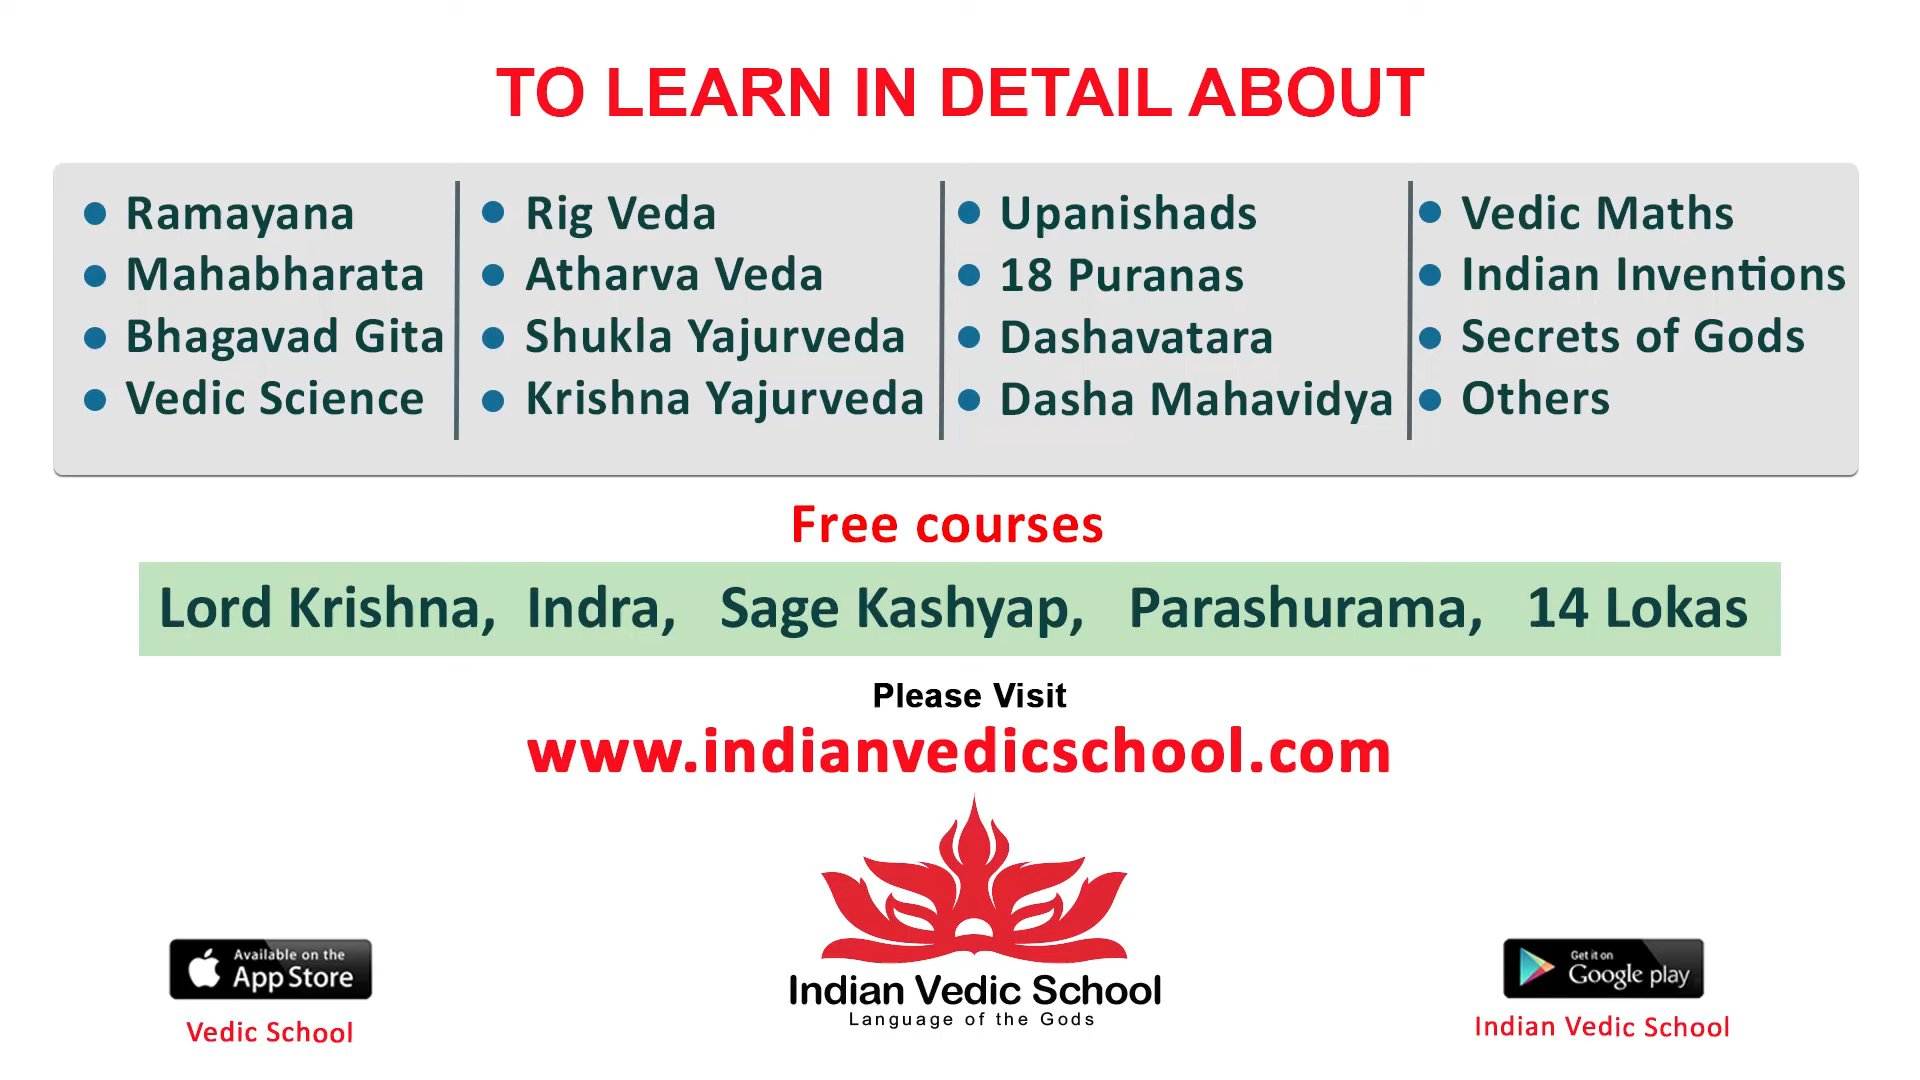 TO LEARN IN DETAIL ABOUT
Ramayana
Mahabharata
Bhagavad Gita
Vedic Science
Rig Veda
Atharva Veda
Shukla Yajurveda
Krishna Yajurveda
Upanishads
18 Puranas
Dashavatara
Dasha Mahavidya
Vedic Maths
Indian Inventions
Secrets of Gods
Others
Free courses
Lord Krishna, Indra, Sage Kashyap, Parashurama, 14 Lokas
Please Visit
www.indianvedicschool.com
Indian Vedic School
Language of the Gods
Available on the
App Store
Vedic School
Get it on
Google play
Indian Vedic School